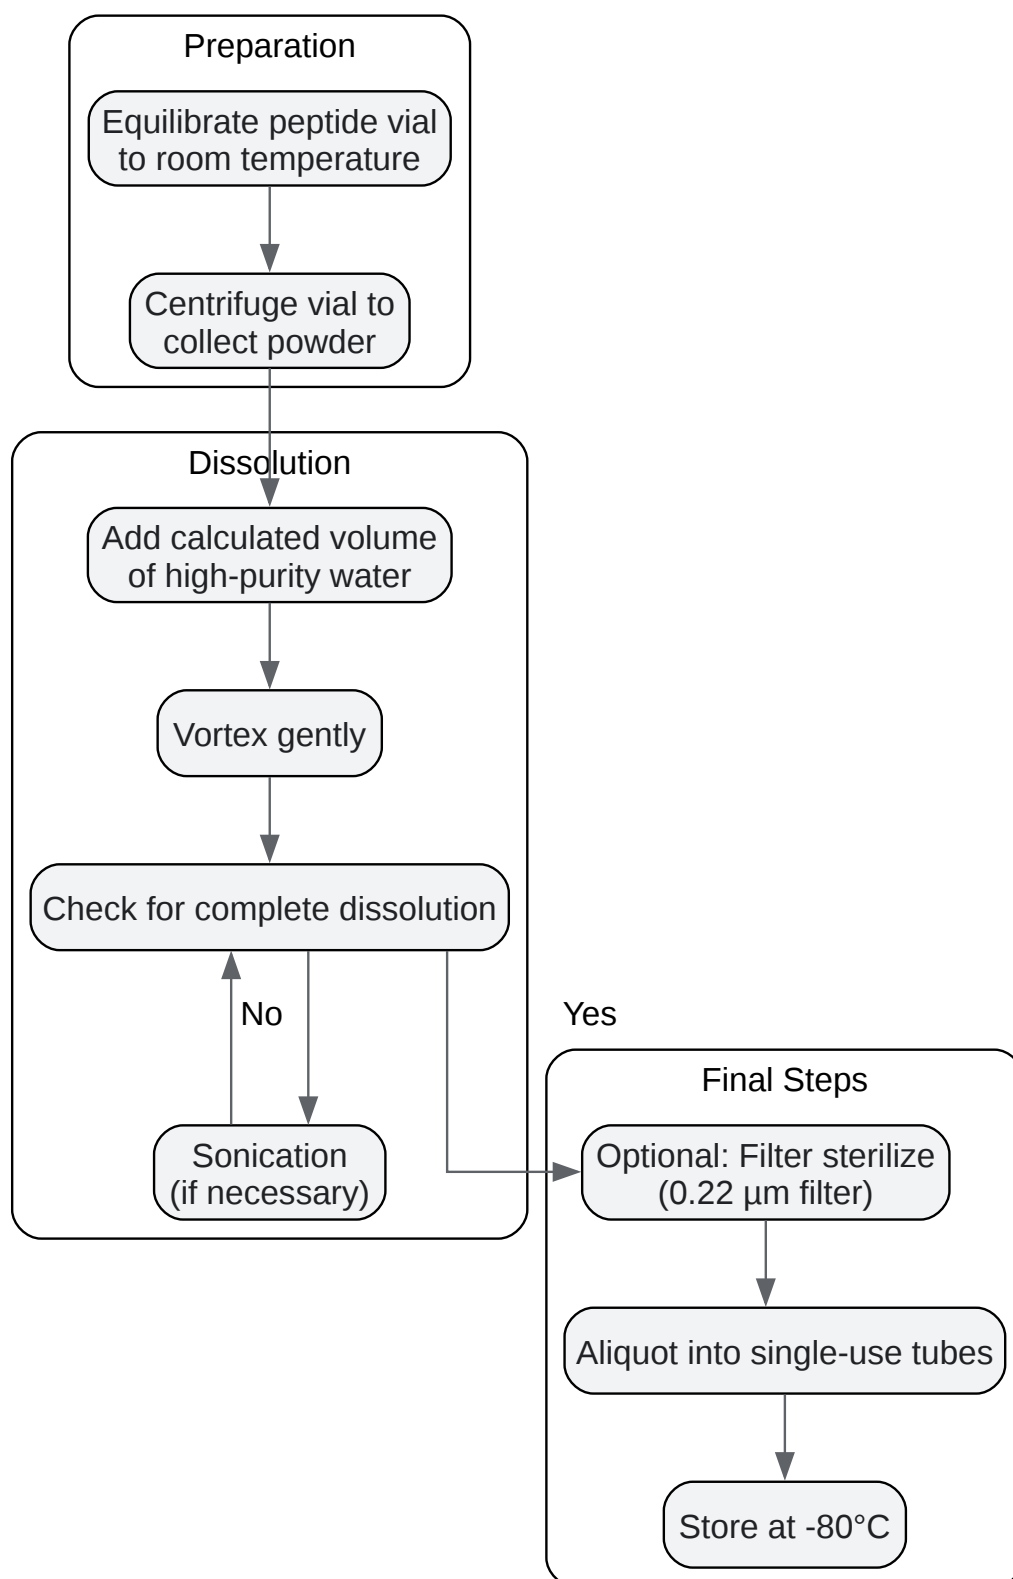 Preparation
Equilibrate peptide vial
to room temperature
Centrifuge vial to
collect powder
Dissolution
Add calculated volume
of high-purity water
Vortex gently
Check for complete dissolution
No
Yes
Sonication
(if necessary)
Final Steps
Optional: Filter sterilize
(0.22 µm filter)
Aliquot into single-use tubes
Store at -80°C